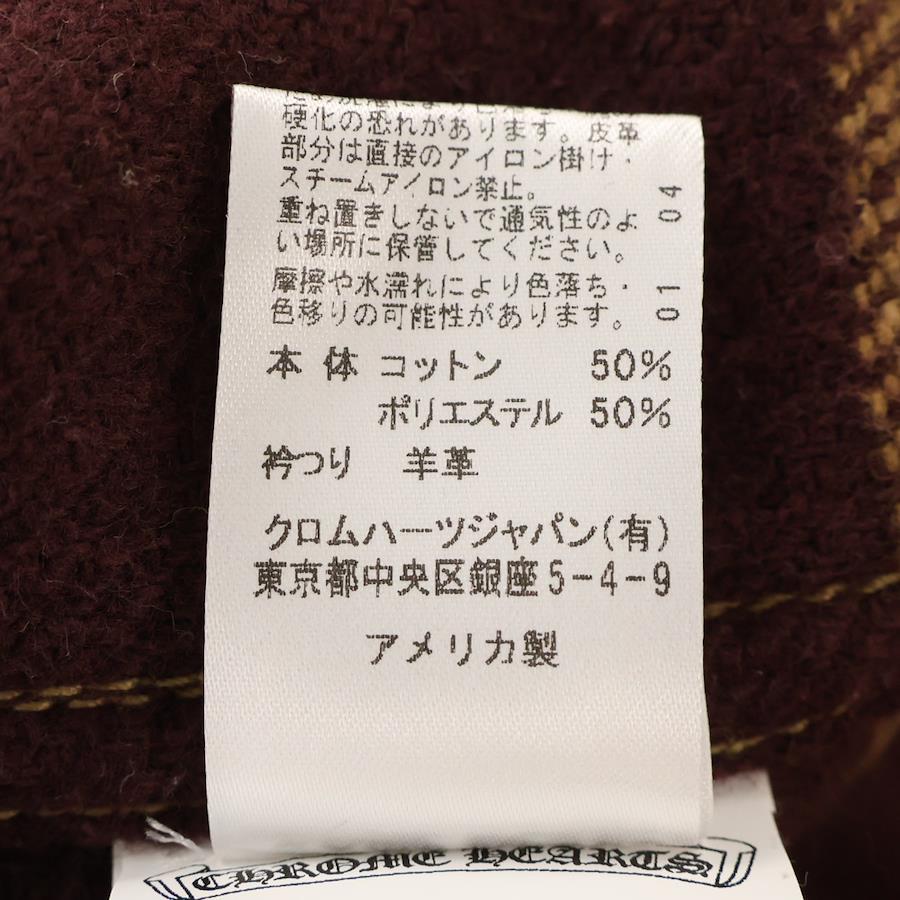 硬化の恐れがあります。皮革
部分は直接のアイロン掛け・
スチームアイロン禁止。
重ね置きしないで通気性のよ
い場所に保管してください。
摩擦や水濡れにより色落ち・
色移りの可能性があります。
01 04
本体 コットン 50%
ポリエステル 50%
衿つり 羊革
クロムハーツジャパン(有)
東京都中央区銀座5-4-9
アメリカ製
CHROME HEARTS